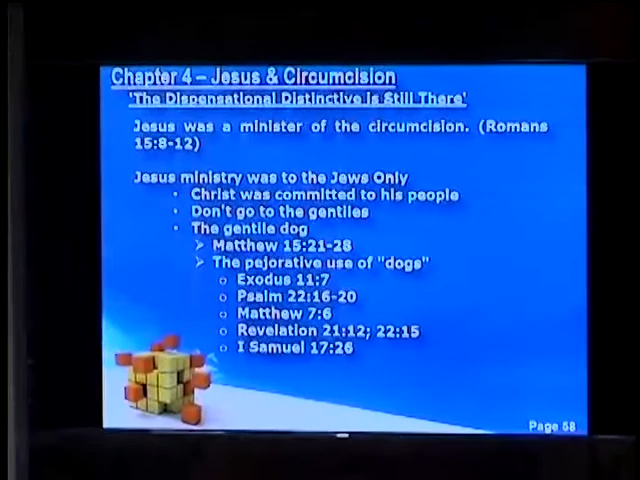 Chapter 4 – Jesus & Circumcision
'The Dispensational Distinctive is Still There'
Jesus was a minister of the circumcision. (Romans
15:8-12)
Jesus ministry was to the Jews Only
• Christ was committed to his people
• Don't go to the gentiles
• The gentile dog
➢ Matthew 15:21-28
➢ The pejorative use of "dogs"
o Exodus 11:7
o Psalm 22:16-20
o Matthew 7:6
o Revelation 21:12; 22:15
o I Samuel 17:26
Page 58